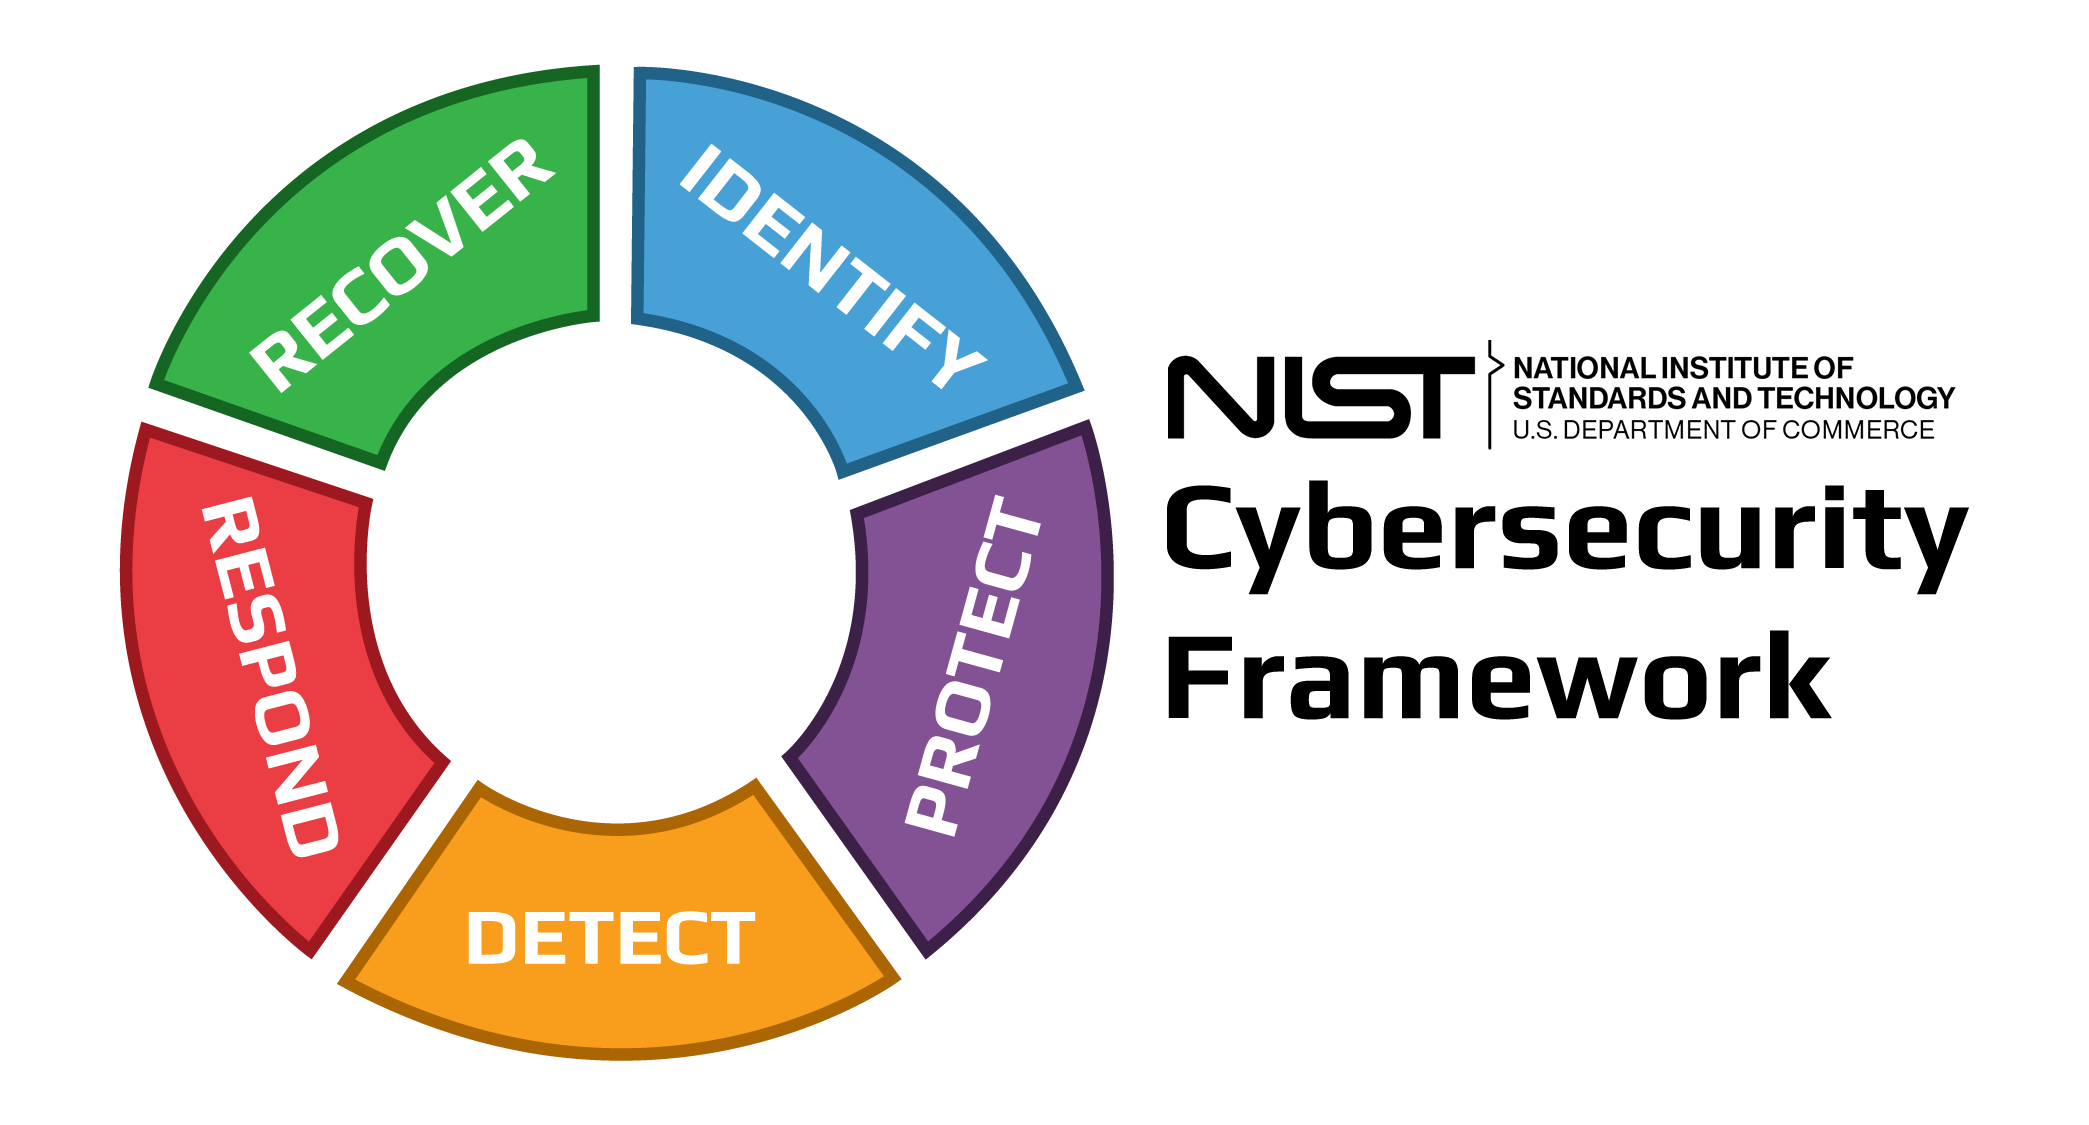 RECOVER
IDENTIFY
PROTECT
DETECT
RESPOND
NIST
NATIONAL INSTITUTE OF
STANDARDS AND TECHNOLOGY
U.S. DEPARTMENT OF COMMERCE
Cybersecurity
Framework